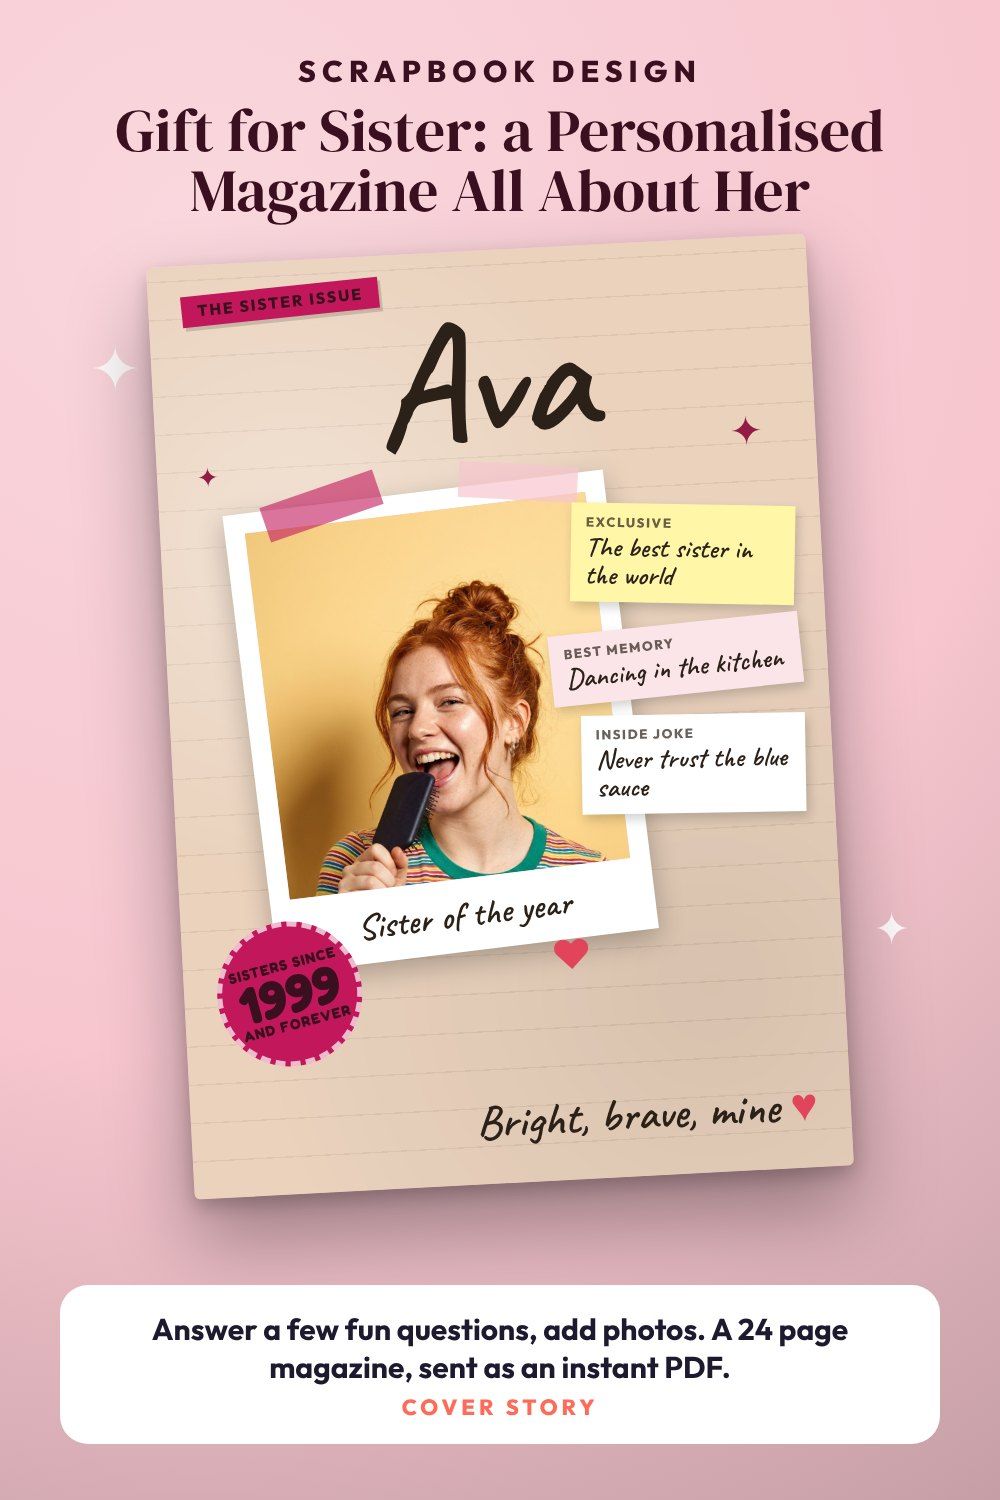 SCRAPBOOK DESIGN
Gift for Sister: a Personalised
Magazine All About Her
THE SISTER ISSUE
Ava
EXCLUSIVE
The best sister in
the world
BEST MEMORY
Dancing in the kitchen
INSIDE JOKE
Never trust the blue
sauce
Sister of the year
SISTERS SINCE
1999
AND FOREVER
Bright, brave, mine ♥
Answer a few fun questions, add photos. A 24 page
magazine, sent as an instant PDF.
COVER STORY